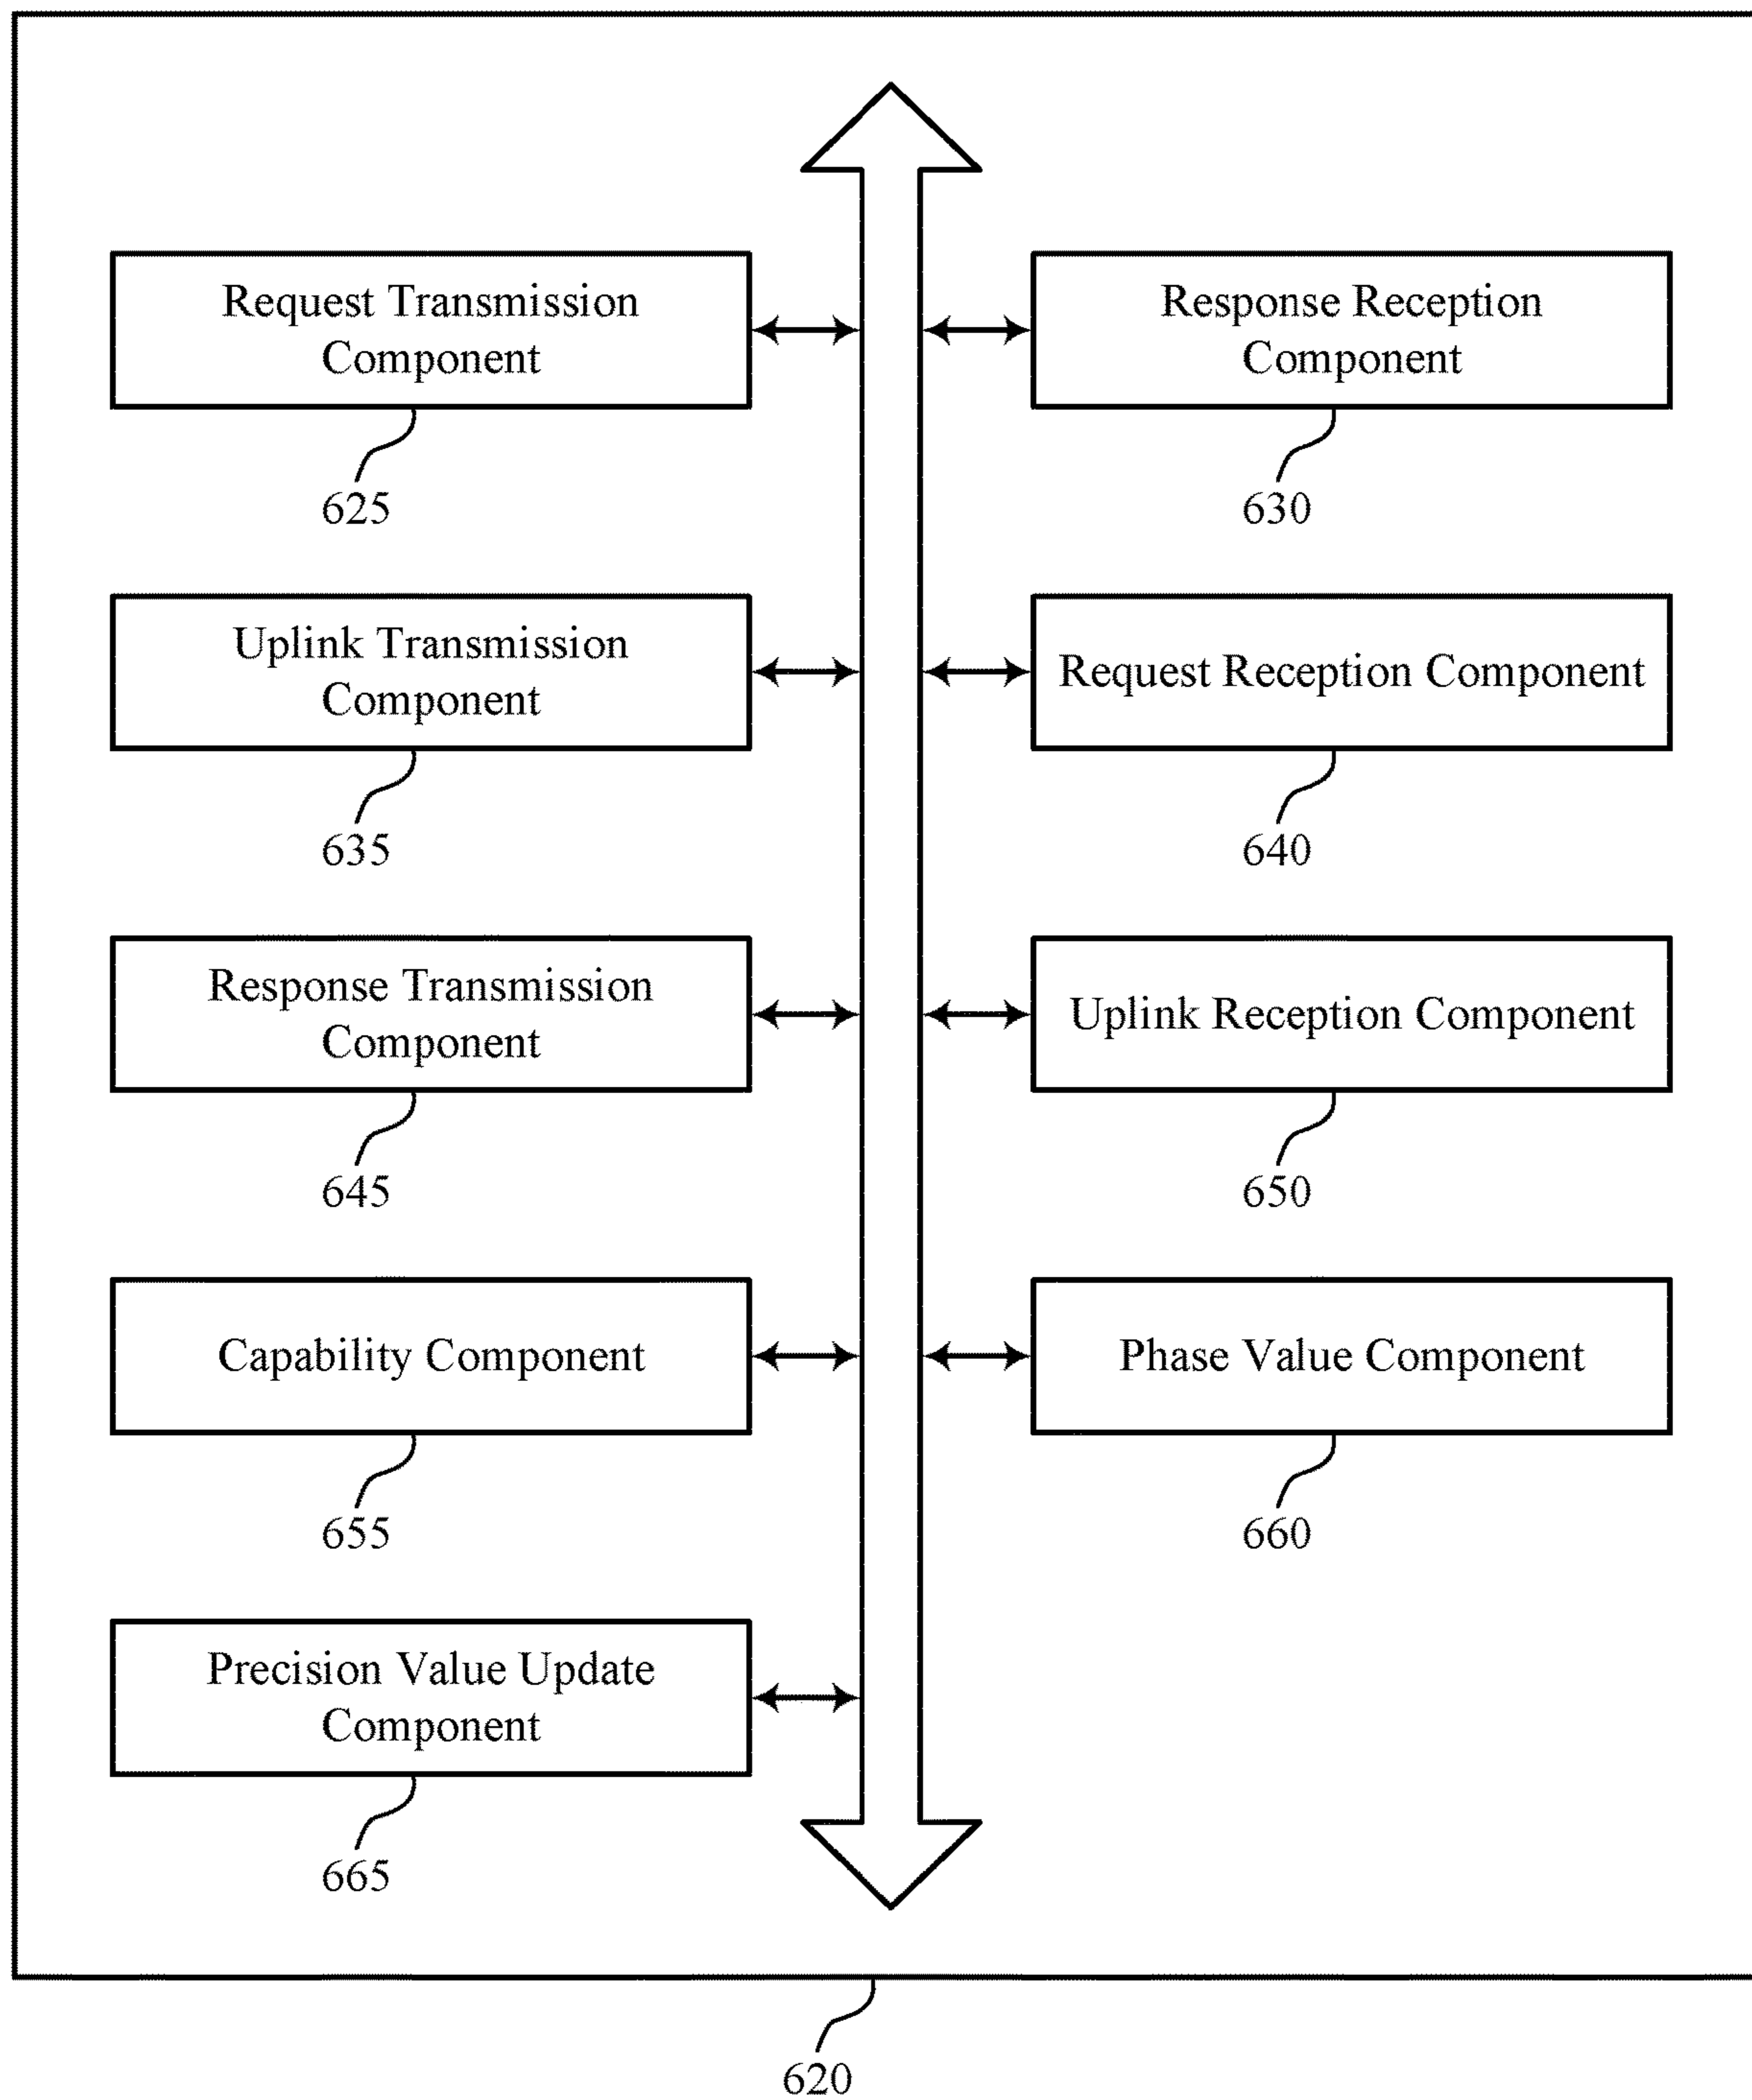 Request Transmission
Component
625
Response Reception
Component
630
Uplink Transmission
Component
635
Request Reception Component
640
Response Transmission
Component
645
Uplink Reception Component
650
Capability Component
655
Phase Value Component
660
Precision Value Update
Component
665
620